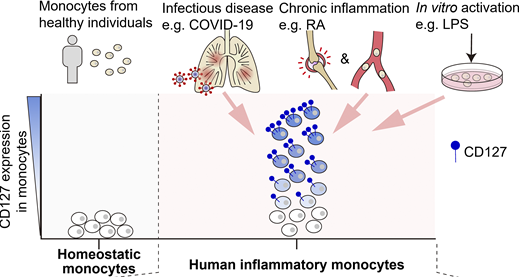 Monocytes from
healthy individuals
Infectious disease
e.g. COVID-19
Chronic inflammation
e.g. RA
&
In vitro activation
e.g. LPS
CD127 expression
in monocytes
CD127
Homeostatic
monocytes
Human inflammatory monocytes